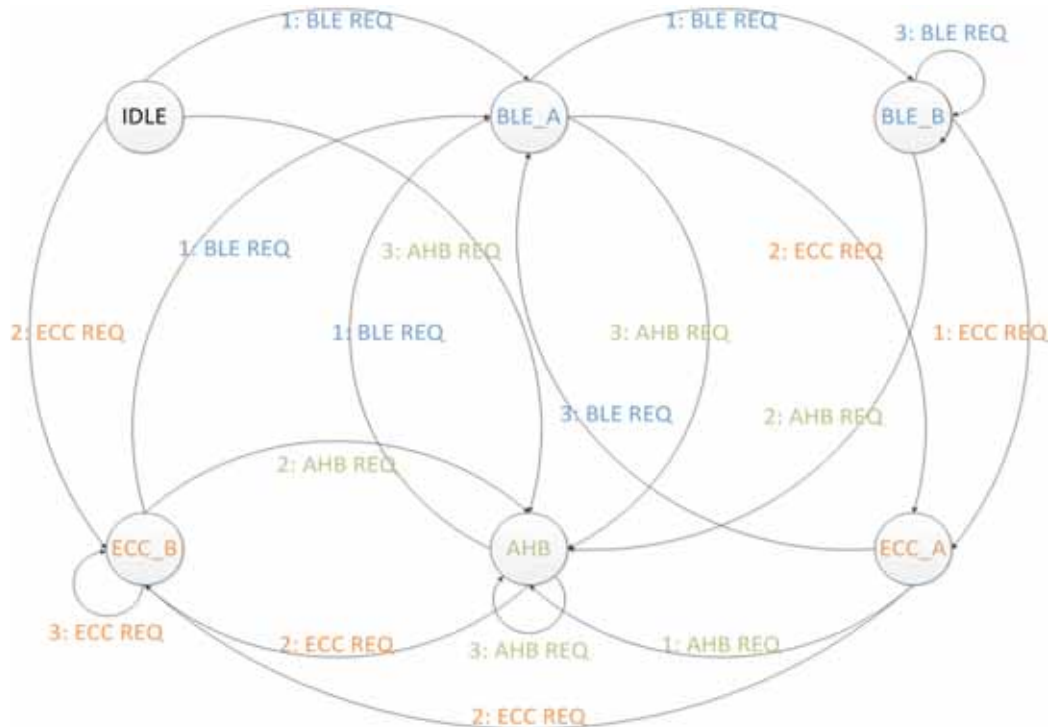 1: BLE REQ
1: BLE REQ
3: BLE REQ
IDLE
BLE_A
BLE_B
1: BLE REQ
3: AHB REQ
2: ECC REQ
2: ECC REQ
1: BLE REQ
3: AHB REQ
1: ECC REQ
3: BLE REQ
2: AHB REQ
2: AHB REQ
ECC_B
AHB
ECC_A
3: ECC REQ
2: ECC REQ
3: AHB REQ
1: AHB REQ
2: ECC REQ